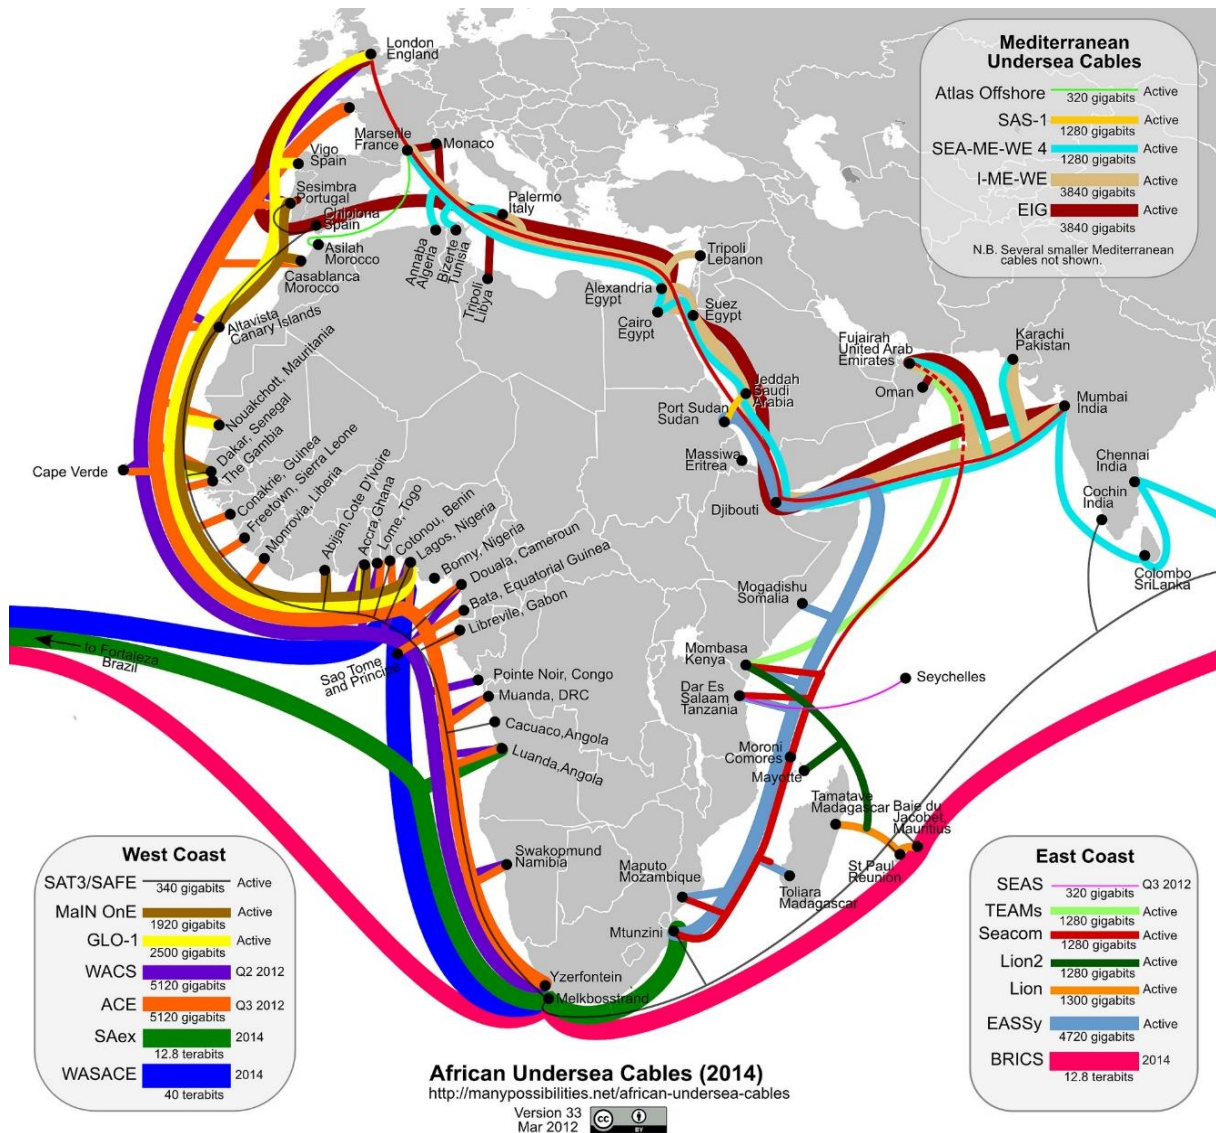 London
England
Vigo
Spain
Sesimbra
Portugal
Chipiona
Spain
Asilah
Morocco
Casablanca
Morocco
Altavista
Canary Islands
Marseille
France
Monaco
Palermo
Italy
Annaba
Algeria
Bizerte
Tunisia
Tripoli
Libya
Tripoli
Lebanon
Alexandria
Egypt
Cairo
Egypt
Suez
Egypt
Jeddah
Saudi
Arabia
Port Sudan
Sudan
Massiwa
Eritrea
Djibouti
Fujairah
United Arab
Emirates
Oman
Karachi
Pakistan
Mumbai
India
Chennai
India
Cochin
India
Colombo
SriLanka
Nouakchott, Mauritania
Dakar, Senegal
The Gambia
Cape Verde
Conakrie, Guinea
Freetown, Sierra Leone
Monrovia, Liberia
Abijan,Cote D'Ivoire
Accra,Ghana
Lome, Togo
Cotonou, Benin
Lagos, Nigeria
Bonny, Nigeria
Douala, Cameroun
Bata, Equatorial Guinea
Librevile, Gabon
Sao Tome
and Principe
to Fortaleza
Brazil
Pointe Noir, Congo
Muanda, DRC
Cacuaco,Angola
Luanda,Angola
Swakopmund
Namibia
Yzerfontein
Melkbosstrand
Mtunzini
Maputo
Mozambique
Toliara
Madagascar
Mogadishu
Somalia
Mombasa
Kenya
Dar Es
Salaam
Tanzania
Seychelles
Moroni
Comores
Mayotte
Tamatave
Madagascar
Baie du
Jacobet,
Mauritius
St Paul
Reunion
Mediterranean
Undersea Cables
Atlas Offshore 320 gigabits Active
SAS-1 1280 gigabits Active
SEA-ME-WE 4 1280 gigabits Active
I-ME-WE 3840 gigabits Active
EIG 3840 gigabits Active
N.B. Several smaller Mediterranean
cables not shown.
West Coast
SAT3/SAFE 340 gigabits Active
MaIN OnE 1920 gigabits Active
GLO-1 2500 gigabits Active
WACS 5120 gigabits Q2 2012
ACE 5120 gigabits Q3 2012
SAex 12.8 terabits 2014
WASACE 40 terabits 2014
East Coast
SEAS 320 gigabits Q3 2012
TEAMs 1280 gigabits Active
Seacom 1280 gigabits Active
Lion2 1280 gigabits Active
Lion 1300 gigabits Active
EASSy 4720 gigabits Active
BRICS 12.8 terabits 2014
African Undersea Cables (2014)
http://manypossibilities.net/african-undersea-cables
Version 33
Mar 2012
cc BY